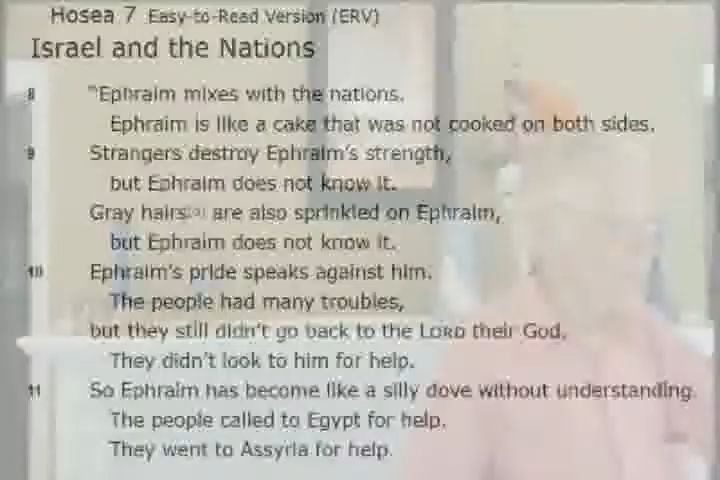 Hosea 7 Easy-to-Read Version (ERV)
Israel and the Nations
8 "Ephraim mixes with the nations.
Ephraim is like a cake that was not cooked on both sides.
9 Strangers destroy Ephraim's strength,
but Ephraim does not know it.
Gray hairs[a] are also sprinkled on Ephraim,
but Ephraim does not know it.
10 Ephraim's pride speaks against him.
The people had many troubles,
but they still didn't go back to the LORD their God.
They didn't look to him for help.
11 So Ephraim has become like a silly dove without understanding.
The people called to Egypt for help.
They went to Assyria for help.